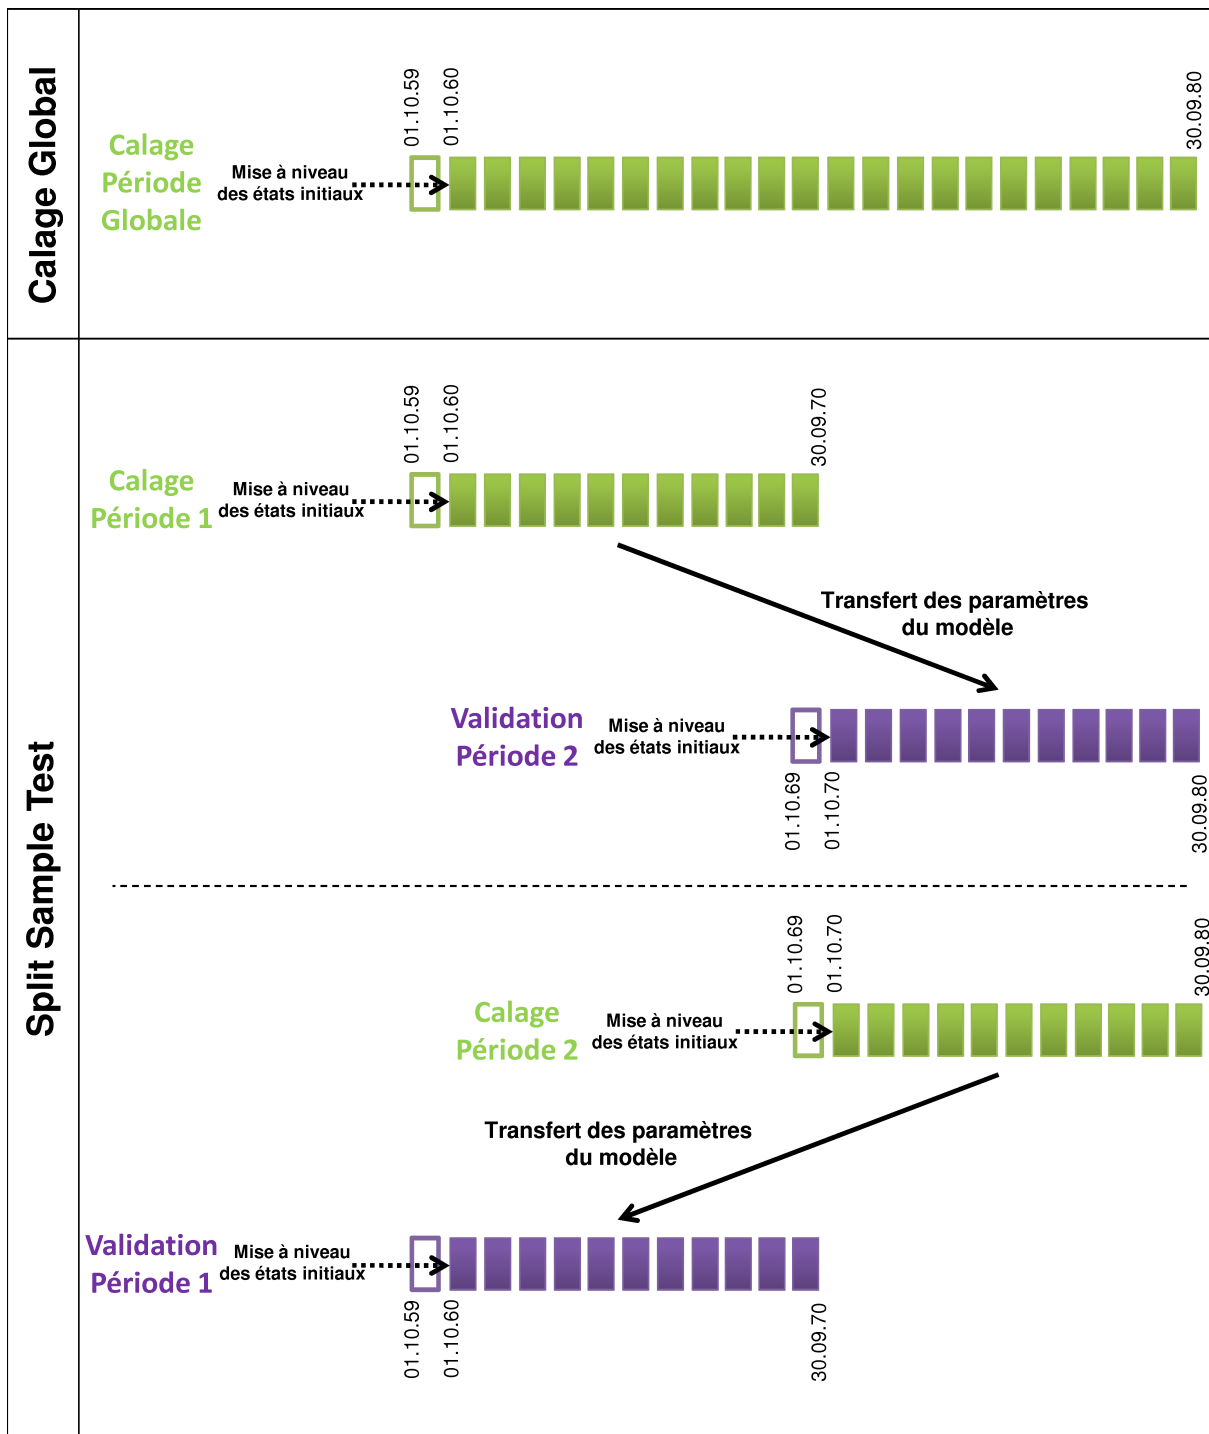 Calage Global
Calage
Période
Globale
Mise à niveau
des états initiaux
01.10.59
01.10.60
30.09.80
Split Sample Test
Calage
Période 1
Mise à niveau
des états initiaux
01.10.59
01.10.60
30.09.70
Transfert des paramètres
du modèle
Validation
Période 2
Mise à niveau
des états initiaux
01.10.69
01.10.70
30.09.80
Calage
Période 2
Mise à niveau
des états initiaux
01.10.69
01.10.70
30.09.80
Transfert des paramètres
du modèle
Validation
Période 1
Mise à niveau
des états initiaux
01.10.59
01.10.60
30.09.70